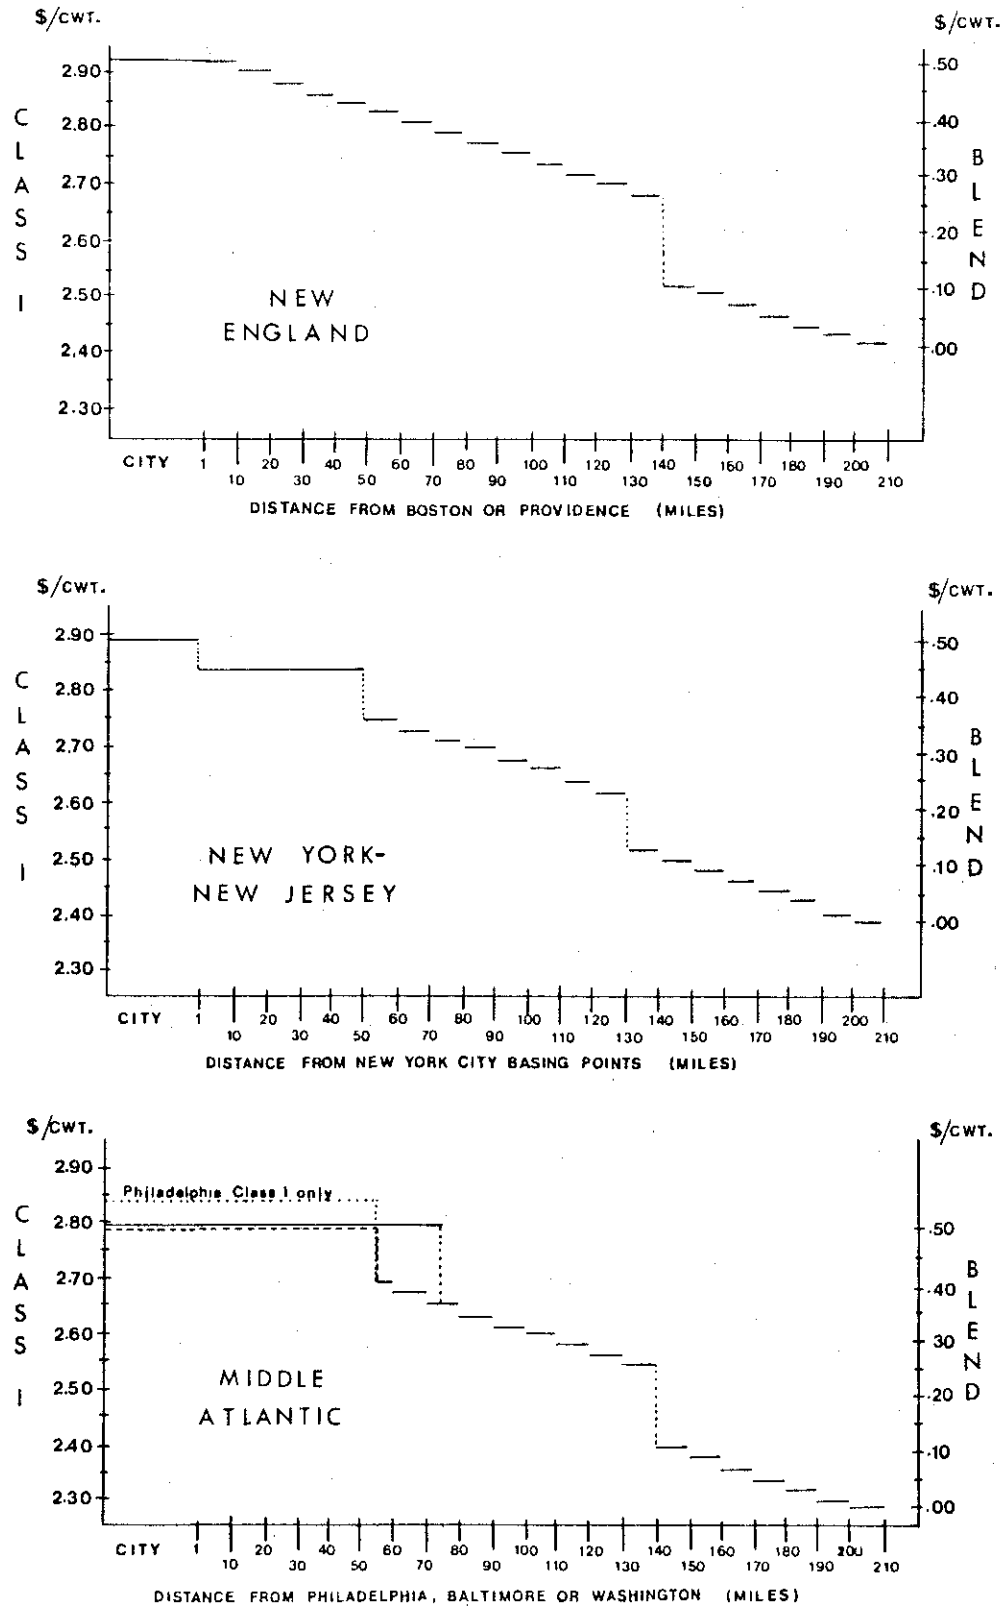 $/CWT. $/CWT.
2.90
2.80
2.70
2.60
2.50
2.40
2.30
CLASS I
.50
.40
.30
.20
.10
.00
BLEND
NEW
ENGLAND
CITY 1 20 40 60 80 100 120 140 160 180 200
10 30 50 70 90 110 130 150 170 190 210
DISTANCE FROM BOSTON OR PROVIDENCE (MILES)
$/CWT. $/CWT.
2.90
2.80
2.70
2.60
2.50
2.40
2.30
CLASS I
.50
.40
.30
.20
.10
.00
BLEND
NEW YORK-
NEW JERSEY
CITY 1 20 40 60 80 100 120 140 160 180 200
10 30 50 70 90 110 130 150 170 190 210
DISTANCE FROM NEW YORK CITY BASING POINTS (MILES)
$/CWT. $/CWT.
2.90
2.80
2.70
2.60
2.50
2.40
2.30
CLASS I
Philadelphia Class I only
.50
.40
.30
.20
.10
.00
BLEND
MIDDLE
ATLANTIC
CITY 1 20 40 60 80 100 120 140 160 180 200
10 30 50 70 90 110 130 150 170 190 210
DISTANCE FROM PHILADELPHIA, BALTIMORE OR WASHINGTON (MILES)